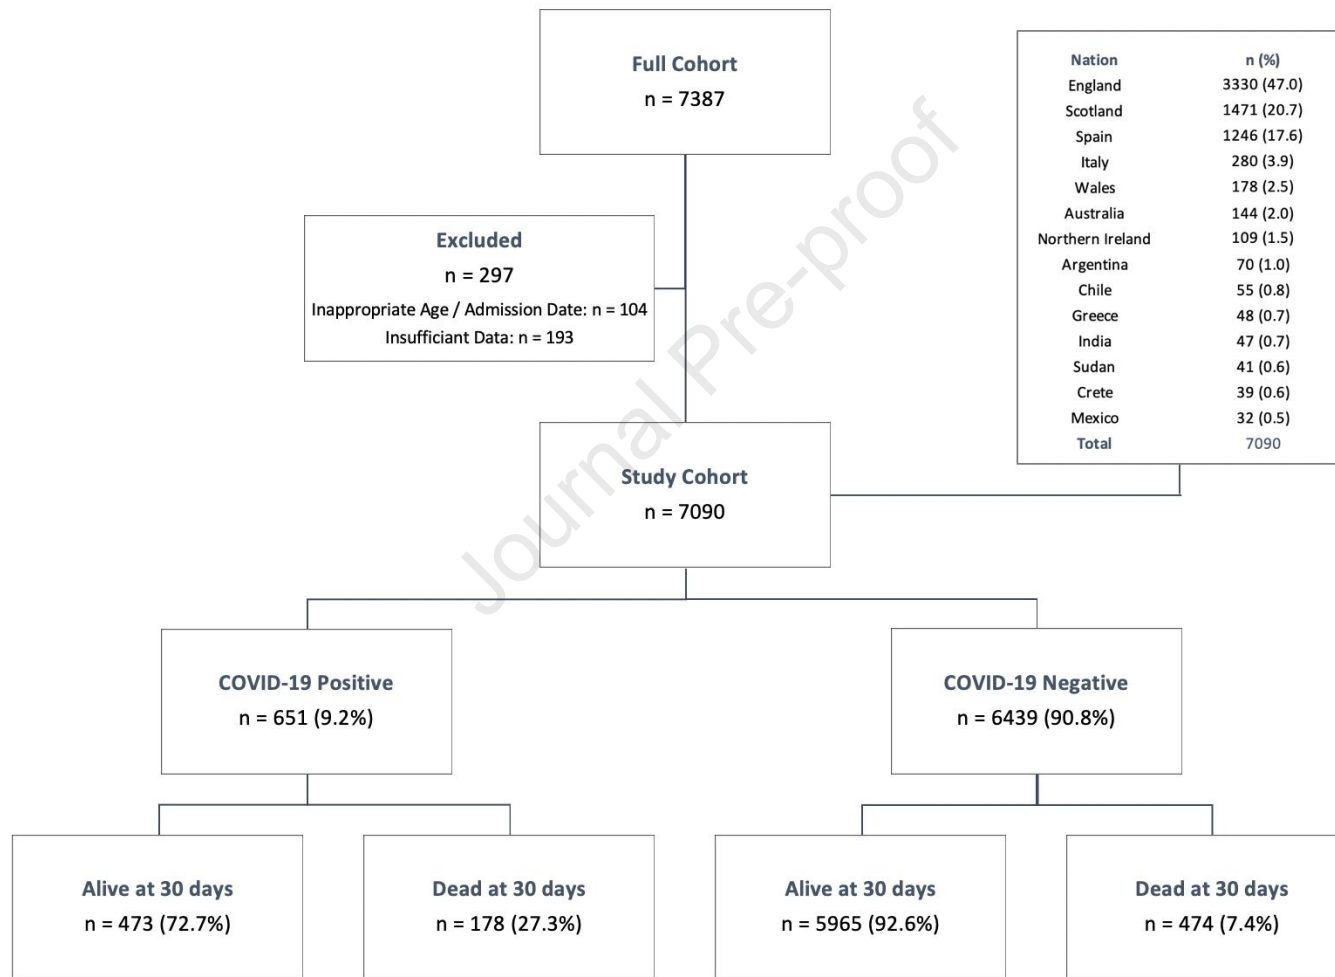 Full Cohort
n = 7387
Nation n (%)
England 3330 (47.0)
Scotland 1471 (20.7)
Spain 1246 (17.6)
Italy 280 (3.9)
Wales 178 (2.5)
Australia 144 (2.0)
Northern Ireland 109 (1.5)
Argentina 70 (1.0)
Chile 55 (0.8)
Greece 48 (0.7)
India 47 (0.7)
Sudan 41 (0.6)
Crete 39 (0.6)
Mexico 32 (0.5)
Total 7090
Excluded
n = 297
Inappropriate Age / Admission Date: n = 104
Insufficiant Data: n = 193
Journal Pre-proof
Study Cohort
n = 7090
COVID-19 Positive
n = 651 (9.2%)
COVID-19 Negative
n = 6439 (90.8%)
Alive at 30 days
n = 473 (72.7%)
Dead at 30 days
n = 178 (27.3%)
Alive at 30 days
n = 5965 (92.6%)
Dead at 30 days
n = 474 (7.4%)